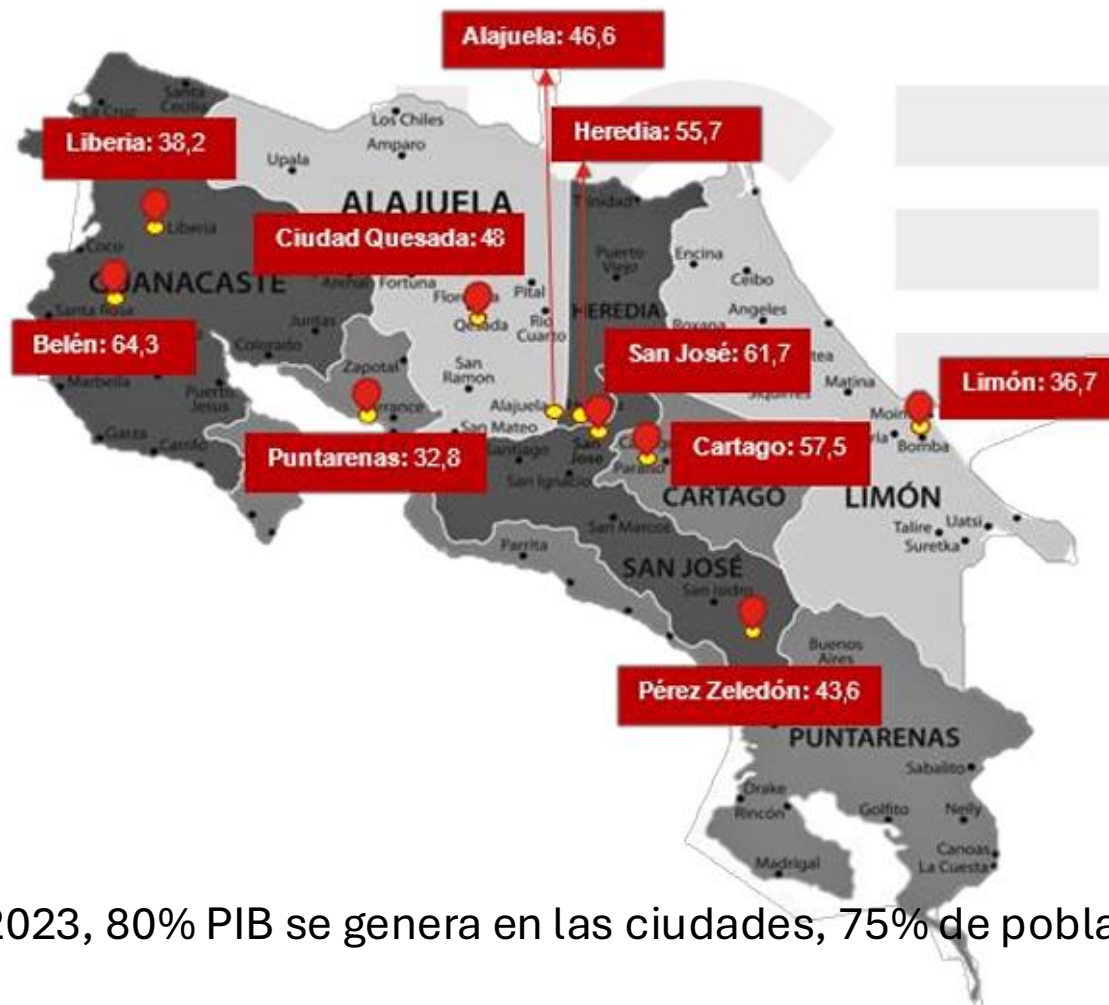 Alajuela: 46,6
Santa
Cecilia
La Cruz
Los Chiles
Heredia: 55,7
Liberia: 38,2
Amparo
Upala
ALAJUELA
Trinidad
Liberia
Ciudad Quesada: 48
Coco
Puerto
Viejo
Encina
Ceibo
GUANACASTE
Fortuna
Pital
Santa Rosa
Quesada
Río
Cuarto
HEREDIA
Angeles
Roxana
Juntas
Belén: 64,3
Colorado
San José: 61,7
Zapotal
San
Ramon
Limón: 36,7
Marbella
Puerto
Jesus
Matina
Siquirres
Alajuela
Garza
San Mateo
Bomba
Puntarenas: 32,8
Santiago
San
José
Cartago: 57,5
San Ignacio
CARTAGO
LIMÓN
San Marcos
Talire
Uatsi
Suretka
Parrita
SAN JOSÉ
San Isidro
Buenos
Aires
Pérez Zeledón: 43,6
PUNTARENAS
Sabalito
Drake
Rincón
Golfito
Neily
Canoas
La Cuesta
Madrigal
2023, 80% PIB se genera en las ciudades, 75% de pobla